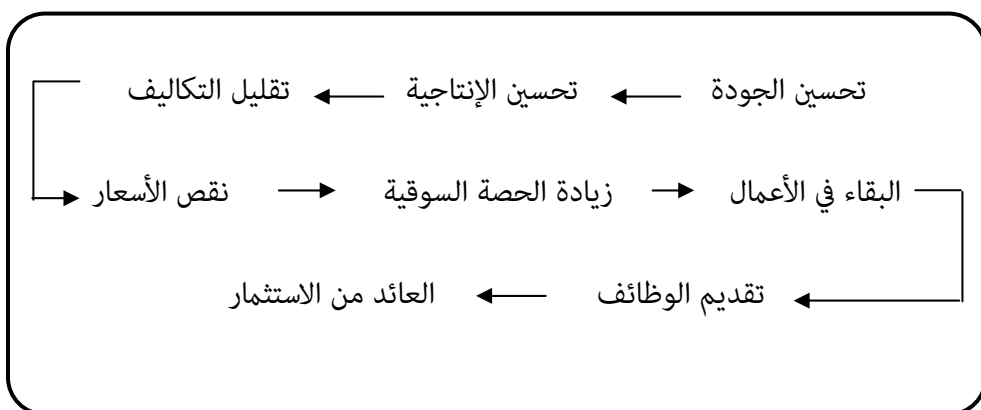 تحسين الجودة تحسين الإنتاجية تقليل التكاليف
نقص الأسعار زيادة الحصة السوقية البقاء في الأعمال
تقديم الوظائف العائد من الاستثمار